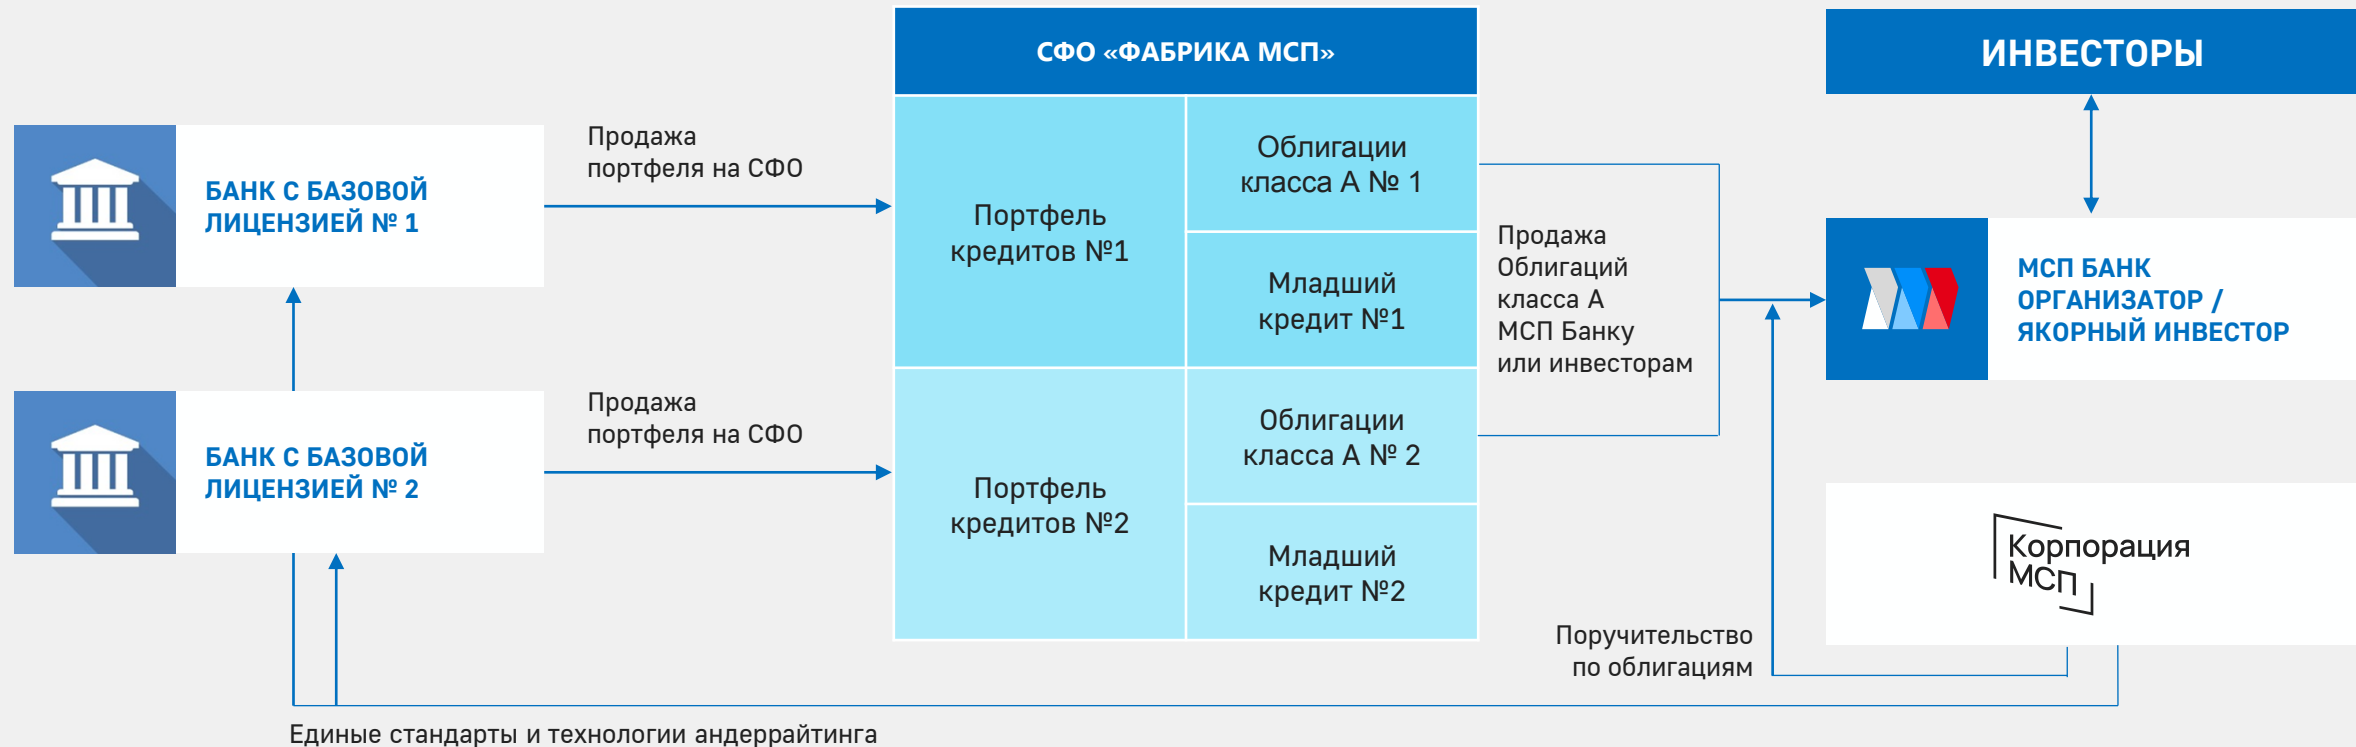 СФО «ФАБРИКА МСП»
ИНВЕСТОРЫ
Продажа
портфеля на СФО
БАНК С БАЗОВОЙ
ЛИЦЕНЗИЕЙ № 1
Портфель
кредитов №1
Облигации
класса А № 1
Младший
кредит №1
Продажа
Облигаций
класса А
МСП Банку
или инвесторам
МСП БАНК
ОРГАНИЗАТОР /
ЯКОРНЫЙ ИНВЕСТОР
Продажа
портфеля на СФО
БАНК С БАЗОВОЙ
ЛИЦЕНЗИЕЙ № 2
Портфель
кредитов №2
Облигации
класса А № 2
Младший
кредит №2
Корпорация
МСП
Поручительство
по облигациям
Единые стандарты и технологии андеррайтинга